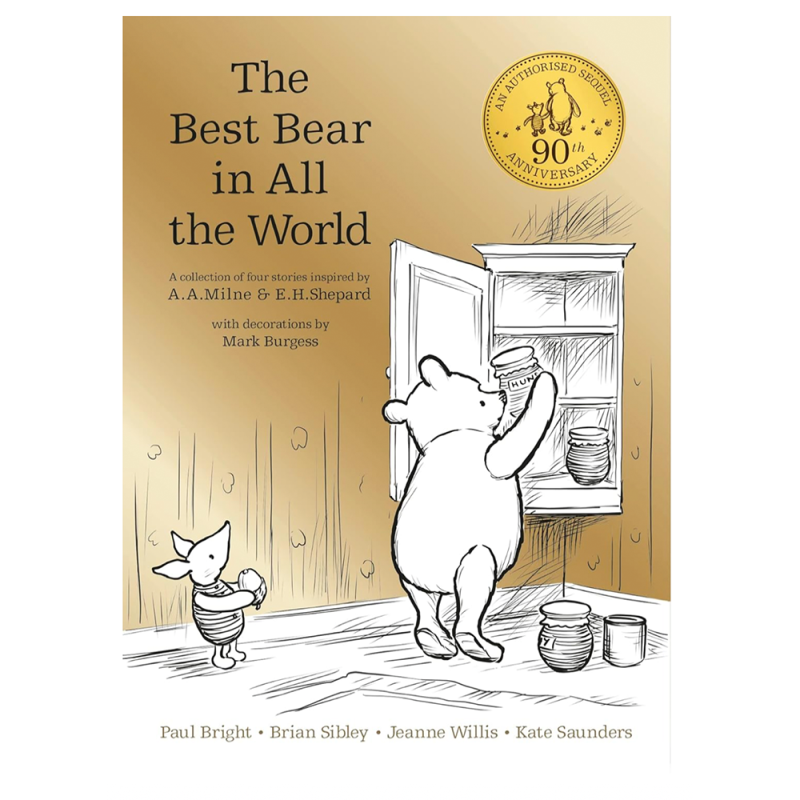 The
Best Bear
in All
the World
A collection of four stories inspired by
A.A.Milne & E.H.Shepard
with decorations by
Mark Burgess
AN AUTHORISED SEQUEL
90th
ANNIVERSARY
HUN
Paul Bright • Brian Sibley • Jeanne Willis • Kate Saunders